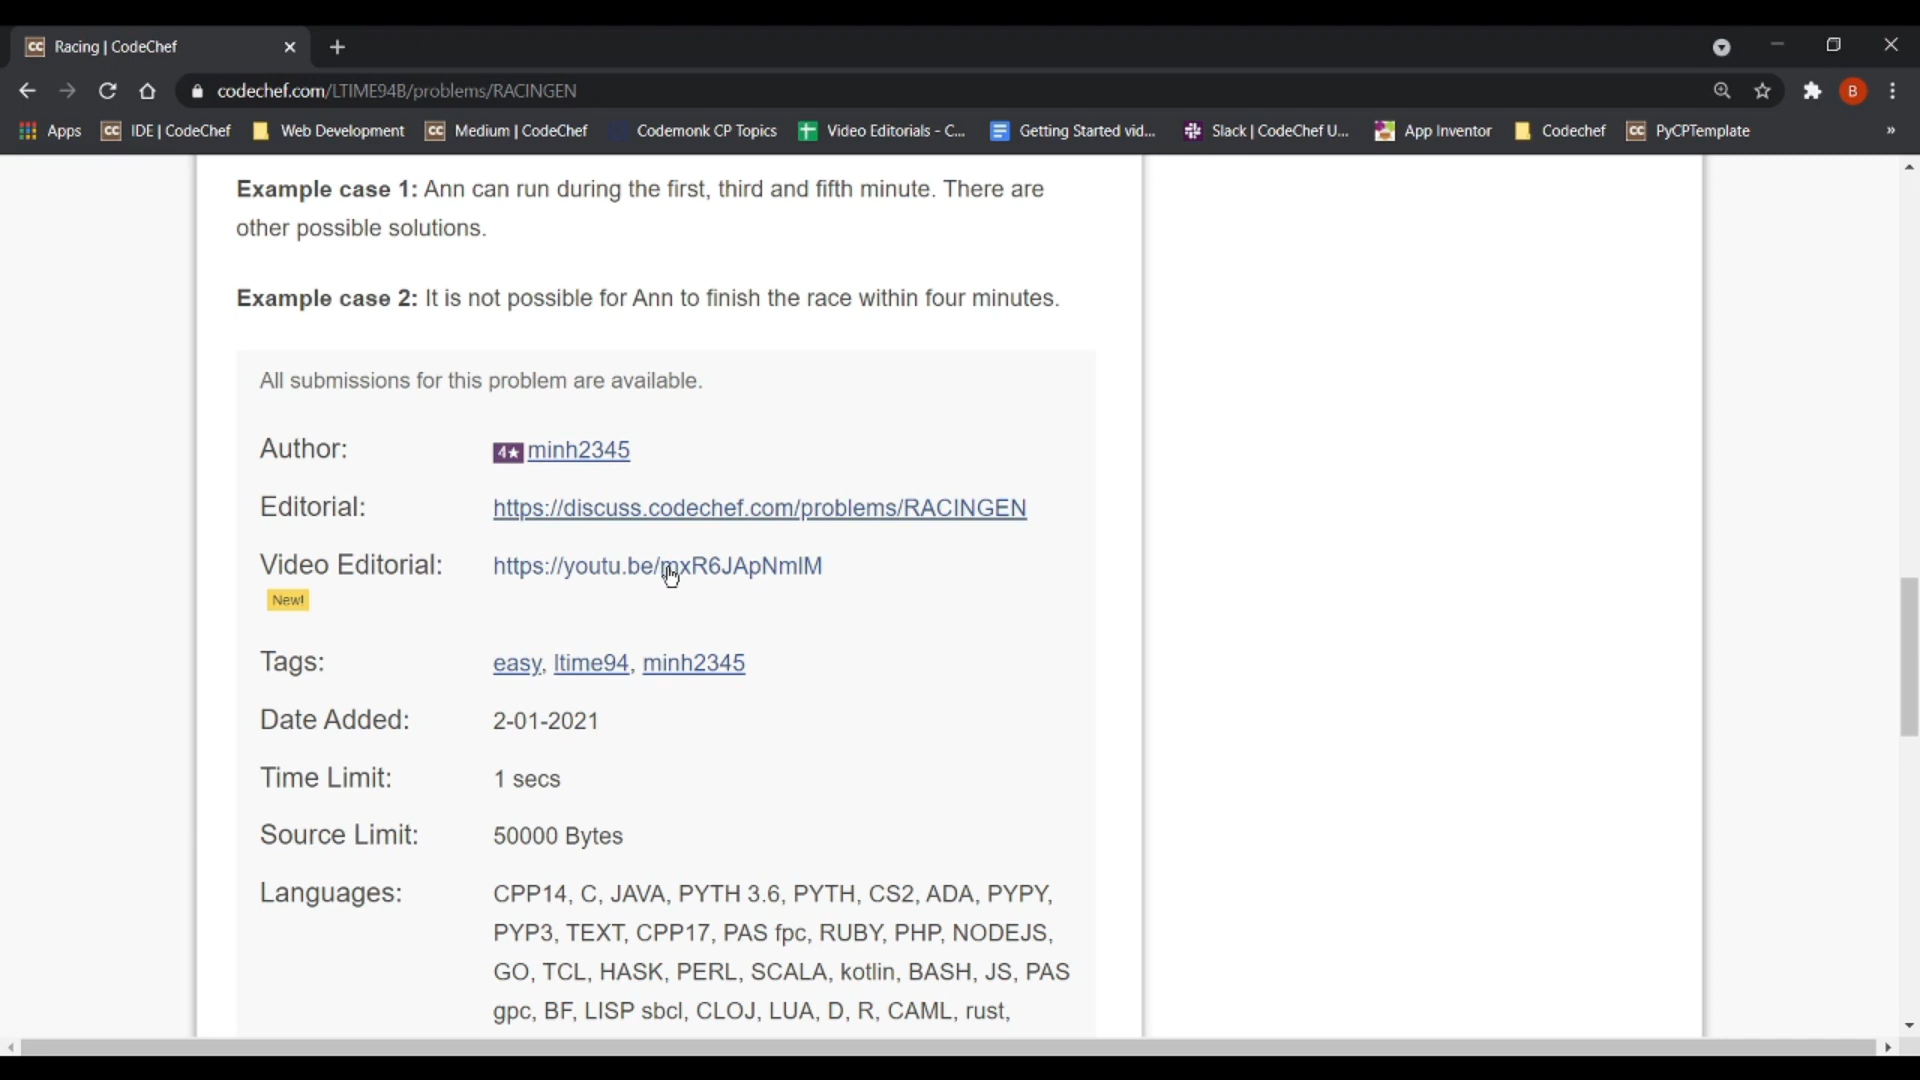 Racing | CodeChef
codechef.com/LTIME94B/problems/RACINGEN
B
Apps
IDE | CodeChef
Web Development
Medium | CodeChef
Codemonk CP Topics
Video Editorials - C...
Getting Started vid...
Slack | CodeChef U...
App Inventor
Codechef
PyCPTemplate
»
Example case 1: Ann can run during the first, third and fifth minute. There are
other possible solutions.
Example case 2: It is not possible for Ann to finish the race within four minutes.
All submissions for this problem are available.
Author: 4★ minh2345
Editorial: https://discuss.codechef.com/problems/RACINGEN
Video Editorial: https://youtu.be/mxR6JApNmIM
New!
Tags: easy, ltime94, minh2345
Date Added: 2-01-2021
Time Limit: 1 secs
Source Limit: 50000 Bytes
Languages: CPP14, C, JAVA, PYTH 3.6, PYTH, CS2, ADA, PYPY,
PYP3, TEXT, CPP17, PAS fpc, RUBY, PHP, NODEJS,
GO, TCL, HASK, PERL, SCALA, kotlin, BASH, JS, PAS
gpc, BF, LISP sbcl, CLOJ, LUA, D, R, CAML, rust,